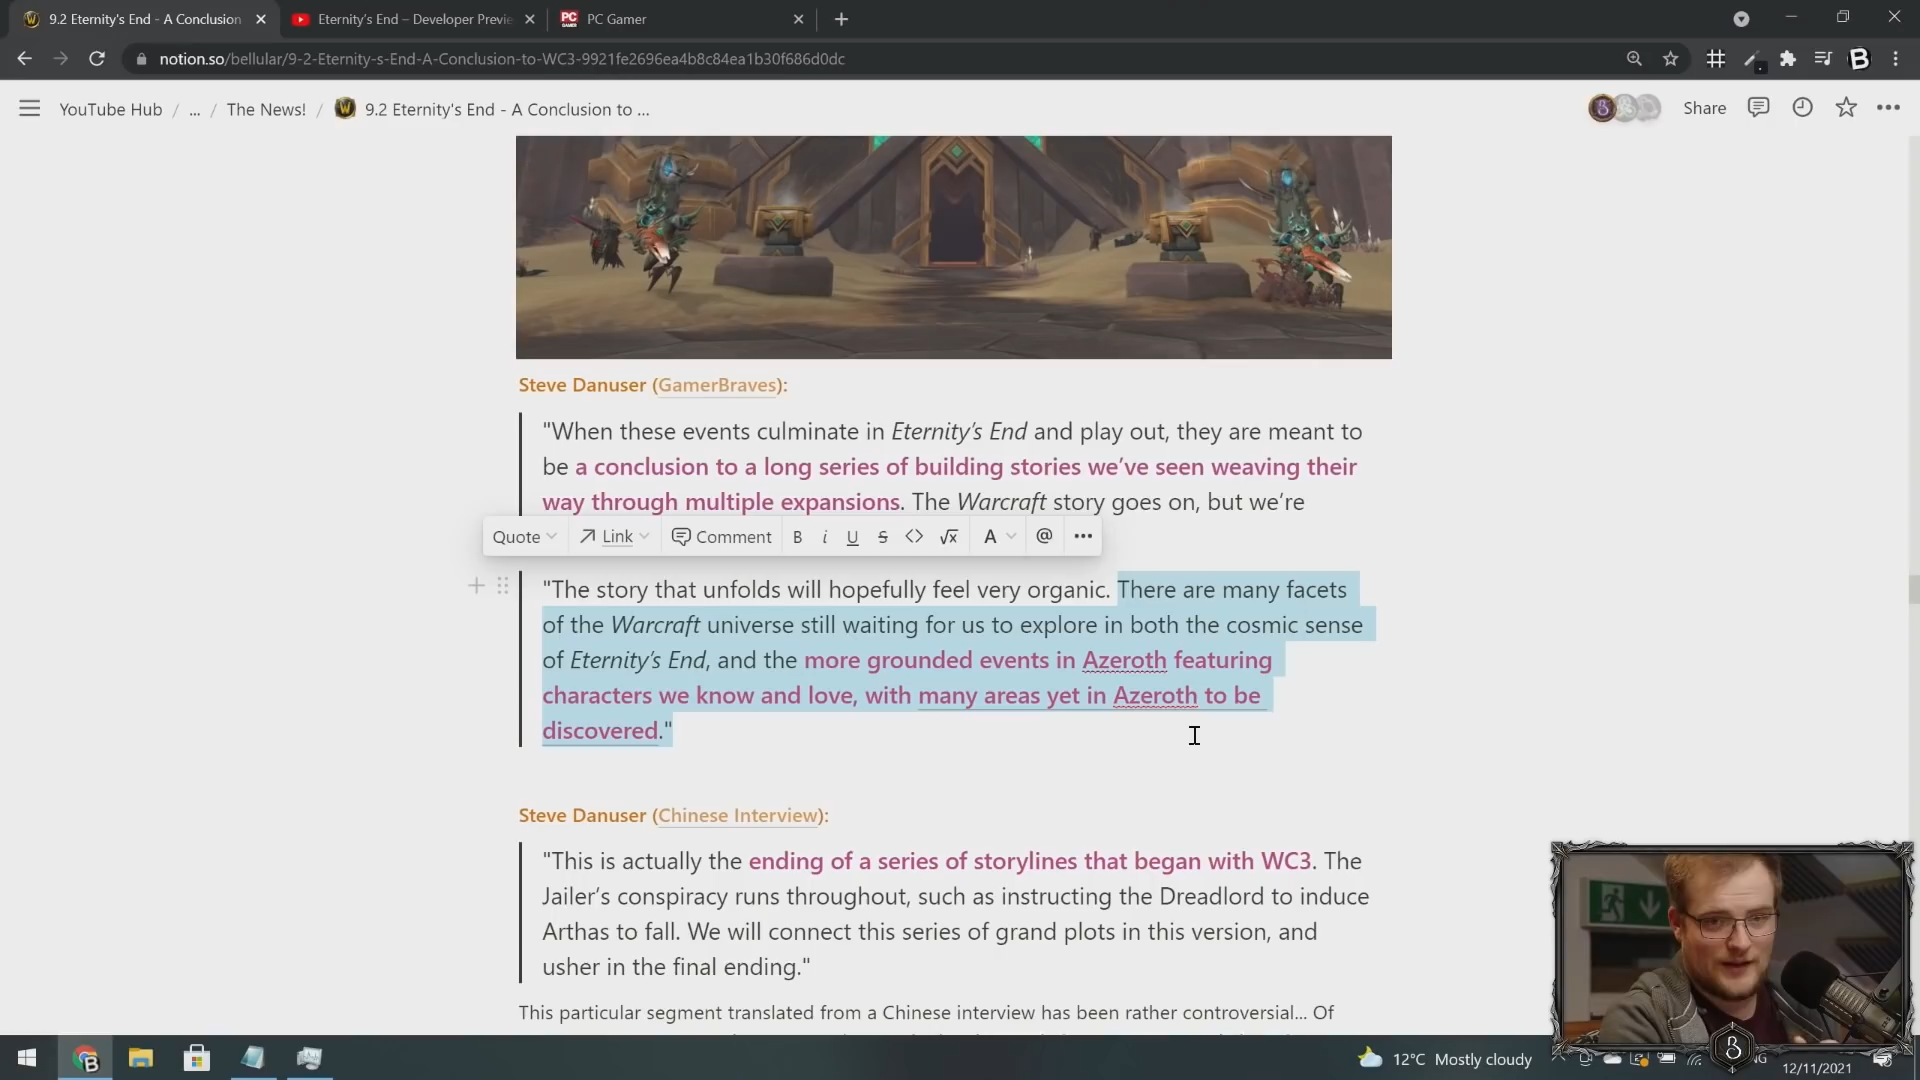 9.2 Eternity's End - A Conclusion
Eternity's End – Developer Previe
PC Gamer
notion.so/bellular/9-2-Eternity-s-End-A-Conclusion-to-WC3-9921fe2696ea4b8c84ea1b30f686d0dc
YouTube Hub / ... / The News! / 9.2 Eternity's End - A Conclusion to ...
Share
Steve Danuser (GamerBraves):
"When these events culminate in Eternity's End and play out, they are meant to
be a conclusion to a long series of building stories we've seen weaving their
way through multiple expansions. The Warcraft story goes on, but we're
Quote Link Comment B i U S <> √x A @ •••
"The story that unfolds will hopefully feel very organic. There are many facets
of the Warcraft universe still waiting for us to explore in both the cosmic sense
of Eternity's End, and the more grounded events in Azeroth featuring
characters we know and love, with many areas yet in Azeroth to be
discovered."
Steve Danuser (Chinese Interview):
"This is actually the ending of a series of storylines that began with WC3. The
Jailer's conspiracy runs throughout, such as instructing the Dreadlord to induce
Arthas to fall. We will connect this series of grand plots in this version, and
usher in the final ending."
This particular segment translated from a Chinese interview has been rather controversial... Of
12°C Mostly cloudy
12/11/2021